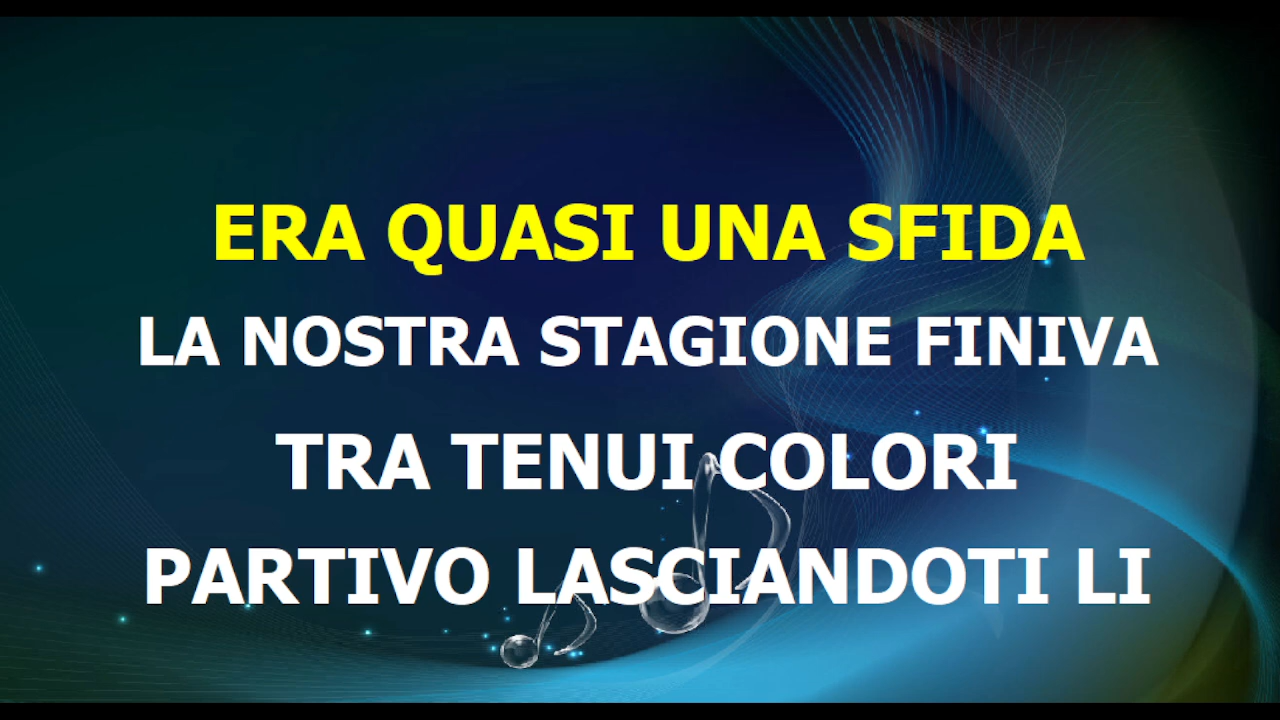 ERA QUASI UNA SFIDA
LA NOSTRA STAGIONE FINIVA
TRA TENUI COLORI
PARTIVO LASCIANDOTI LI